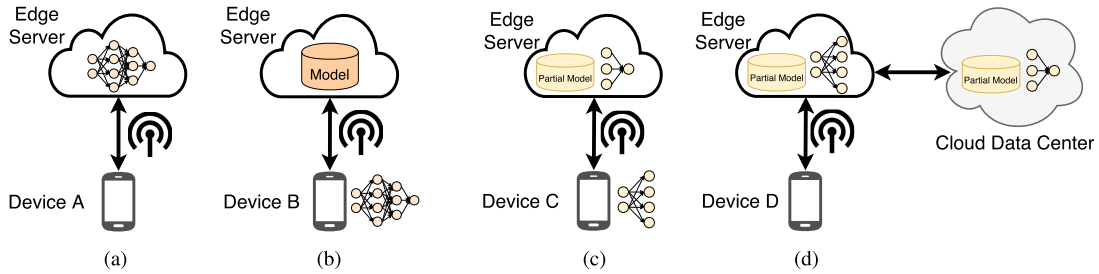 Edge
Server
Device A
(a)
Edge
Server
Model
Device B
(b)
Edge
Server
Partial Model
Device C
(c)
Edge
Server
Partial Model
Device D
(d)
Partial Model
Cloud Data Center